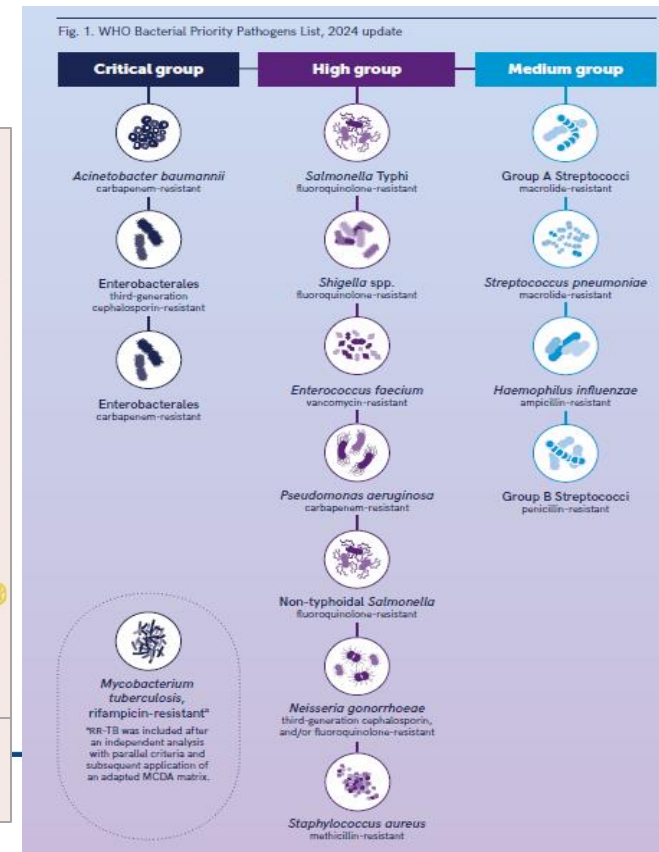 Fig. 1. WHO Bacterial Priority Pathogens List, 2024 update
Critical group
High group
Medium group
Acinetobacter baumannii
carbapenem-resistant
Enterobacterales
third-generation
cephalosporin-resistant
Enterobacterales
carbapenem-resistant
Mycobacterium
tuberculosis,
rifampicin-resistantᵃ
ᵃRR-TB was included after
an independent analysis
with parallel criteria and
subsequent application of
an adapted MCDA matrix.
Salmonella Typhi
fluoroquinolone-resistant
Shigella spp.
fluoroquinolone-resistant
Enterococcus faecium
vancomycin-resistant
Pseudomonas aeruginosa
carbapenem-resistant
Non-typhoidal Salmonella
fluoroquinolone-resistant
Neisseria gonorrhoeae
third-generation cephalosporin,
and/or fluoroquinolone-resistant
Staphylococcus aureus
methicillin-resistant
Group A Streptococci
macrolide-resistant
Streptococcus pneumoniae
macrolide-resistant
Haemophilus influenzae
ampicillin-resistant
Group B Streptococci
penicillin-resistant